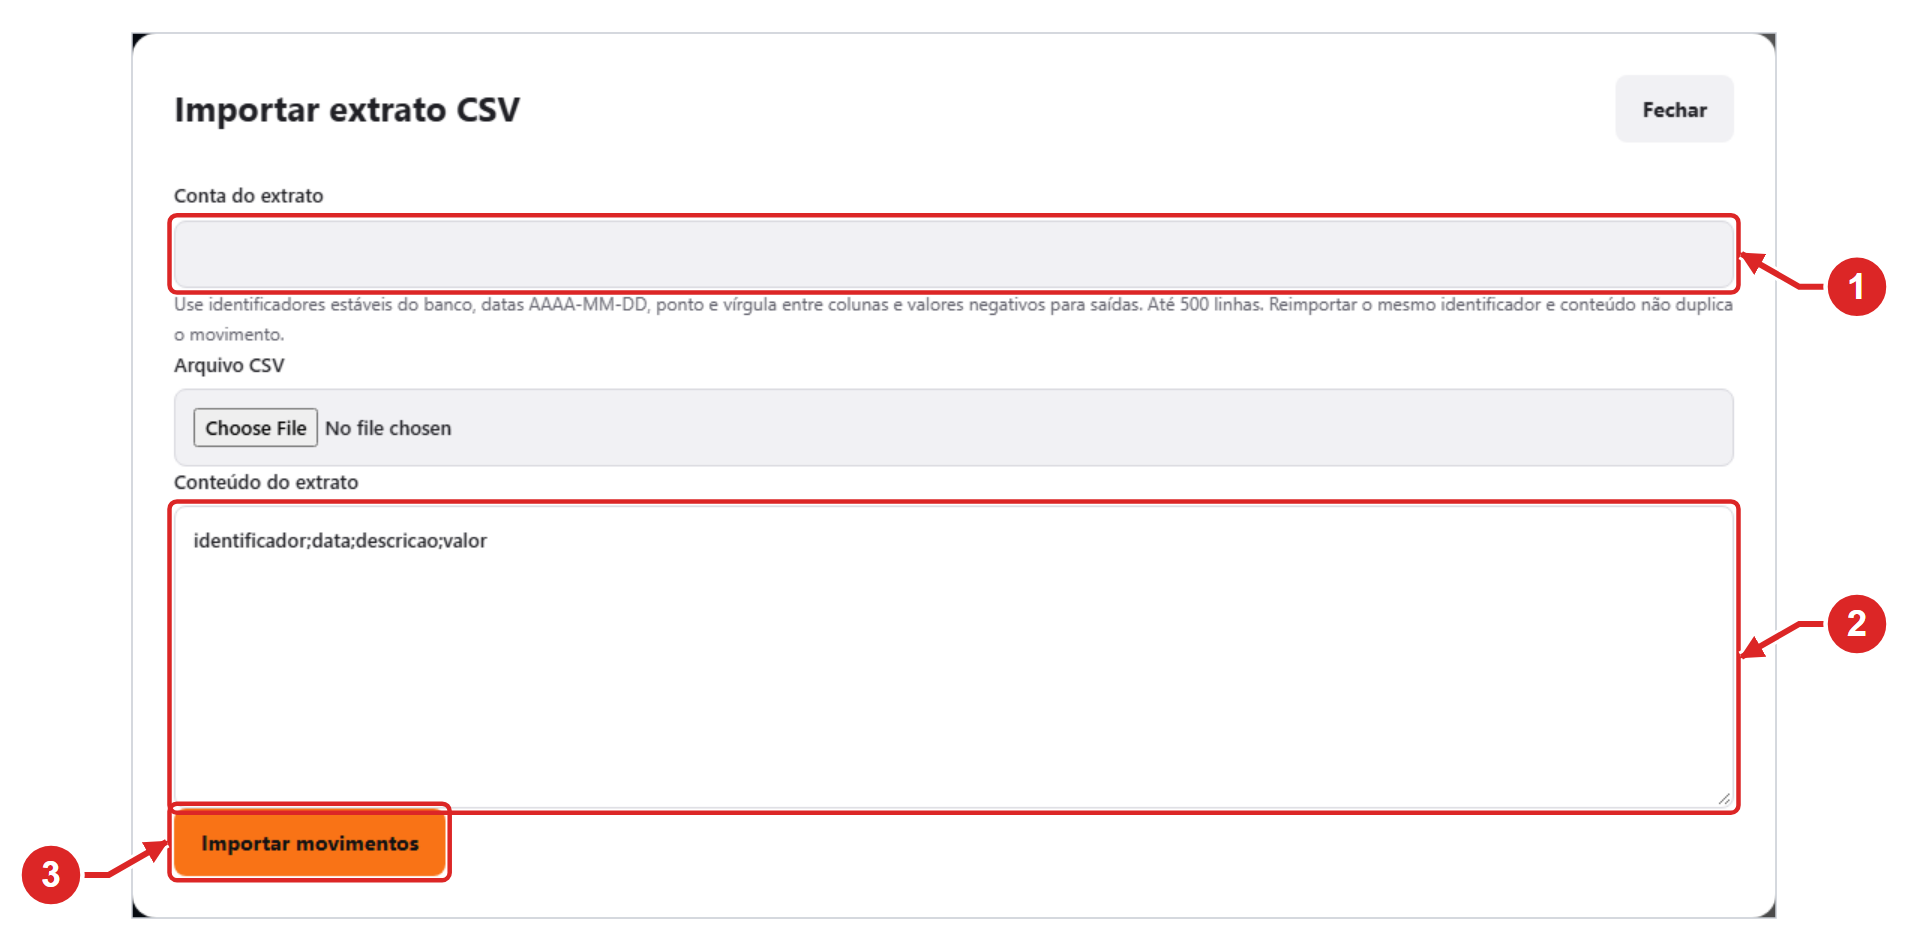 Importar extrato CSV
Fechar
Conta do extrato
1
Use identificadores estáveis do banco, datas AAAA-MM-DD, ponto e vírgula entre colunas e valores negativos para saídas. Até 500 linhas. Reimportar o mesmo identificador e conteúdo não duplica
o movimento.
Arquivo CSV
Choose File No file chosen
Conteúdo do extrato
identificador;data;descricao;valor
2
Importar movimentos
3